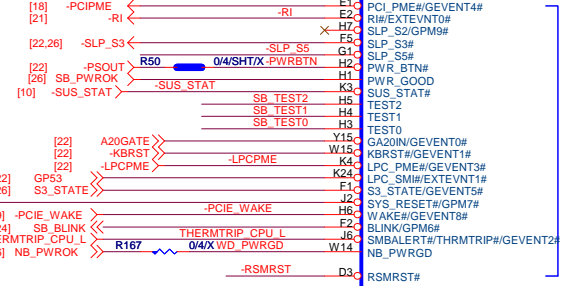 [18] -PCIPME E1 PCI_PME#/GEVENT4#
[21] -RI -RI E2 RI#/EXTEVNT0#
H7 SLP_S2/GPM9#
[22,26] -SLP_S3 F5 SLP_S3#
-SLP_S5 G1 SLP_S5#
[22] -PSOUT R50 0/4/SHT/X -PWRBTN H2 PWR_BTN#
[26] SB_PWROK H1 PWR_GOOD
[10] -SUS_STAT -SUS_STAT K3 SUS_STAT#
SB_TEST2 H5 TEST2
SB_TEST1 H4 TEST1
SB_TEST0 H3 TEST0
[22] A20GATE Y15 GA20IN/GEVENT0#
[22] -KBRST W15 KBRST#/GEVENT1#
[22] -LPCPME -LPCPME K4 LPC_PME#/GEVENT3#
22] GP53 K24 LPC_SMI#/EXTEVNT1#
26] S3_STATE F1 S3_STATE/GEVENT5#
J2 SYS_RESET#/GPM7#
] -PCIE_WAKE -PCIE_WAKE H6 WAKE#/GEVENT8#
24] SB_BLINK F2 BLINK/GPM6#
ERMTRIP_CPU_L THERMTRIP_CPU_L J6 SMBALERT#/THRMTRIP#/GEVENT2#
] NB_PWROK R167 0/4/X WD_PWRGD W14 NB_PWRGD
-RSMRST D3 RSMRST#